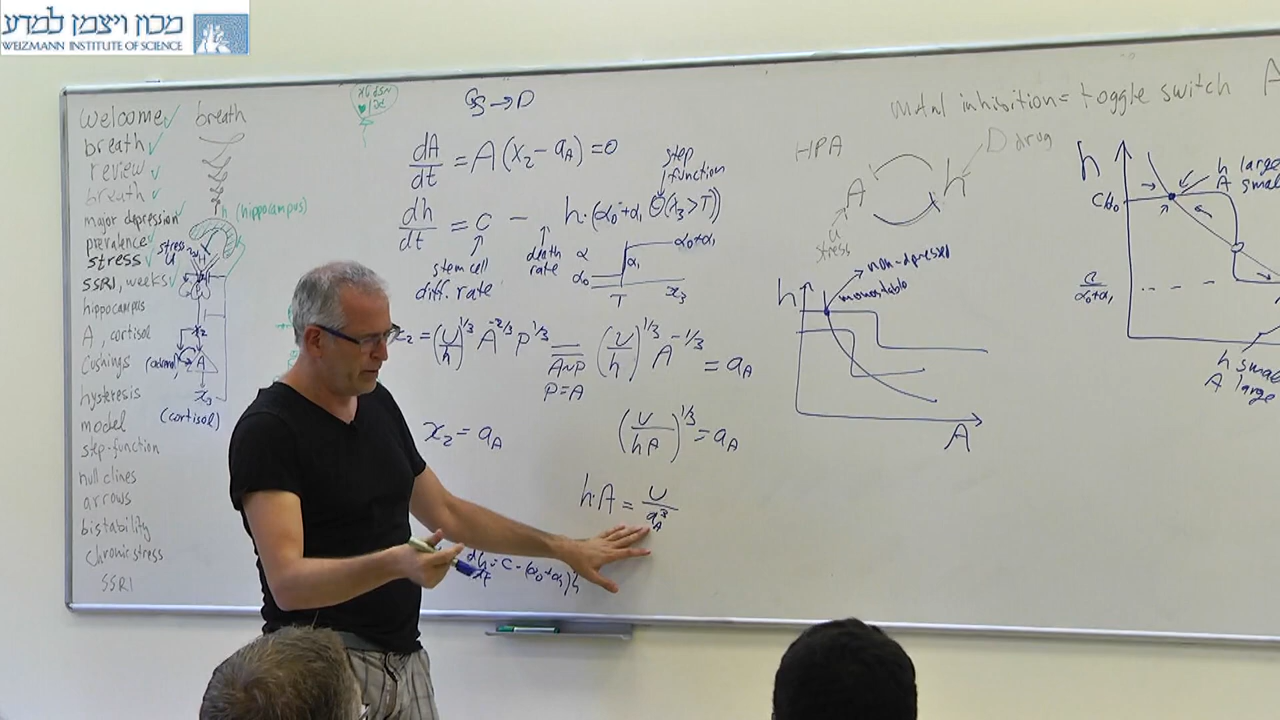 מכון ויצמן למדע
WEIZMANN INSTITUTE OF SCIENCE
welcome ✓
breath ✓
review ✓
breath ✓
major depression ✓
prevalence ✓
stress ✓
SSRI, weeks ✓
hippocampus
A, cortisol
Cushings
hysteresis
model
step-function
null clines
arrows
bistability
chronic stress
SSRI
breath
h (hippocampus)
stress
u
x₂
(adrenal) A
x₃
(cortisol)
GS → D
dA/dt = A(x₂ - a_A) = 0
step function
dh/dt = C - h·(α₀+α₁ Θ(x₃>T))
stem cell diff. rate
death rate
α
α₀
α₁
α₀+α₁
T
x₃
x₂ = (u/h)^1/3 A^-2/3 P^1/3 = (u/h)^1/3 A^-1/3 = a_A
A~P
P=A
x₂ = a_A
(u/hA)^1/3 = a_A
h·A = u/a_A³
dh/dt = C - (α₀+α₁)h
mutual inhibition = toggle switch
HPA
A
h
D drug
u
stress
h
non-depressed
monostable
A
h
h large
A small
C/α₀
C/α₀+α₁
h small
A large